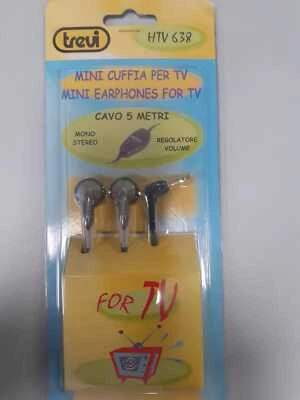 trevi
HTV 638
MINI CUFFIA PER TV
MINI EARPHONES FOR TV
CAVO 5 METRI
MONO
STEREO
REGOLATORE
VOLUME
FOR TV